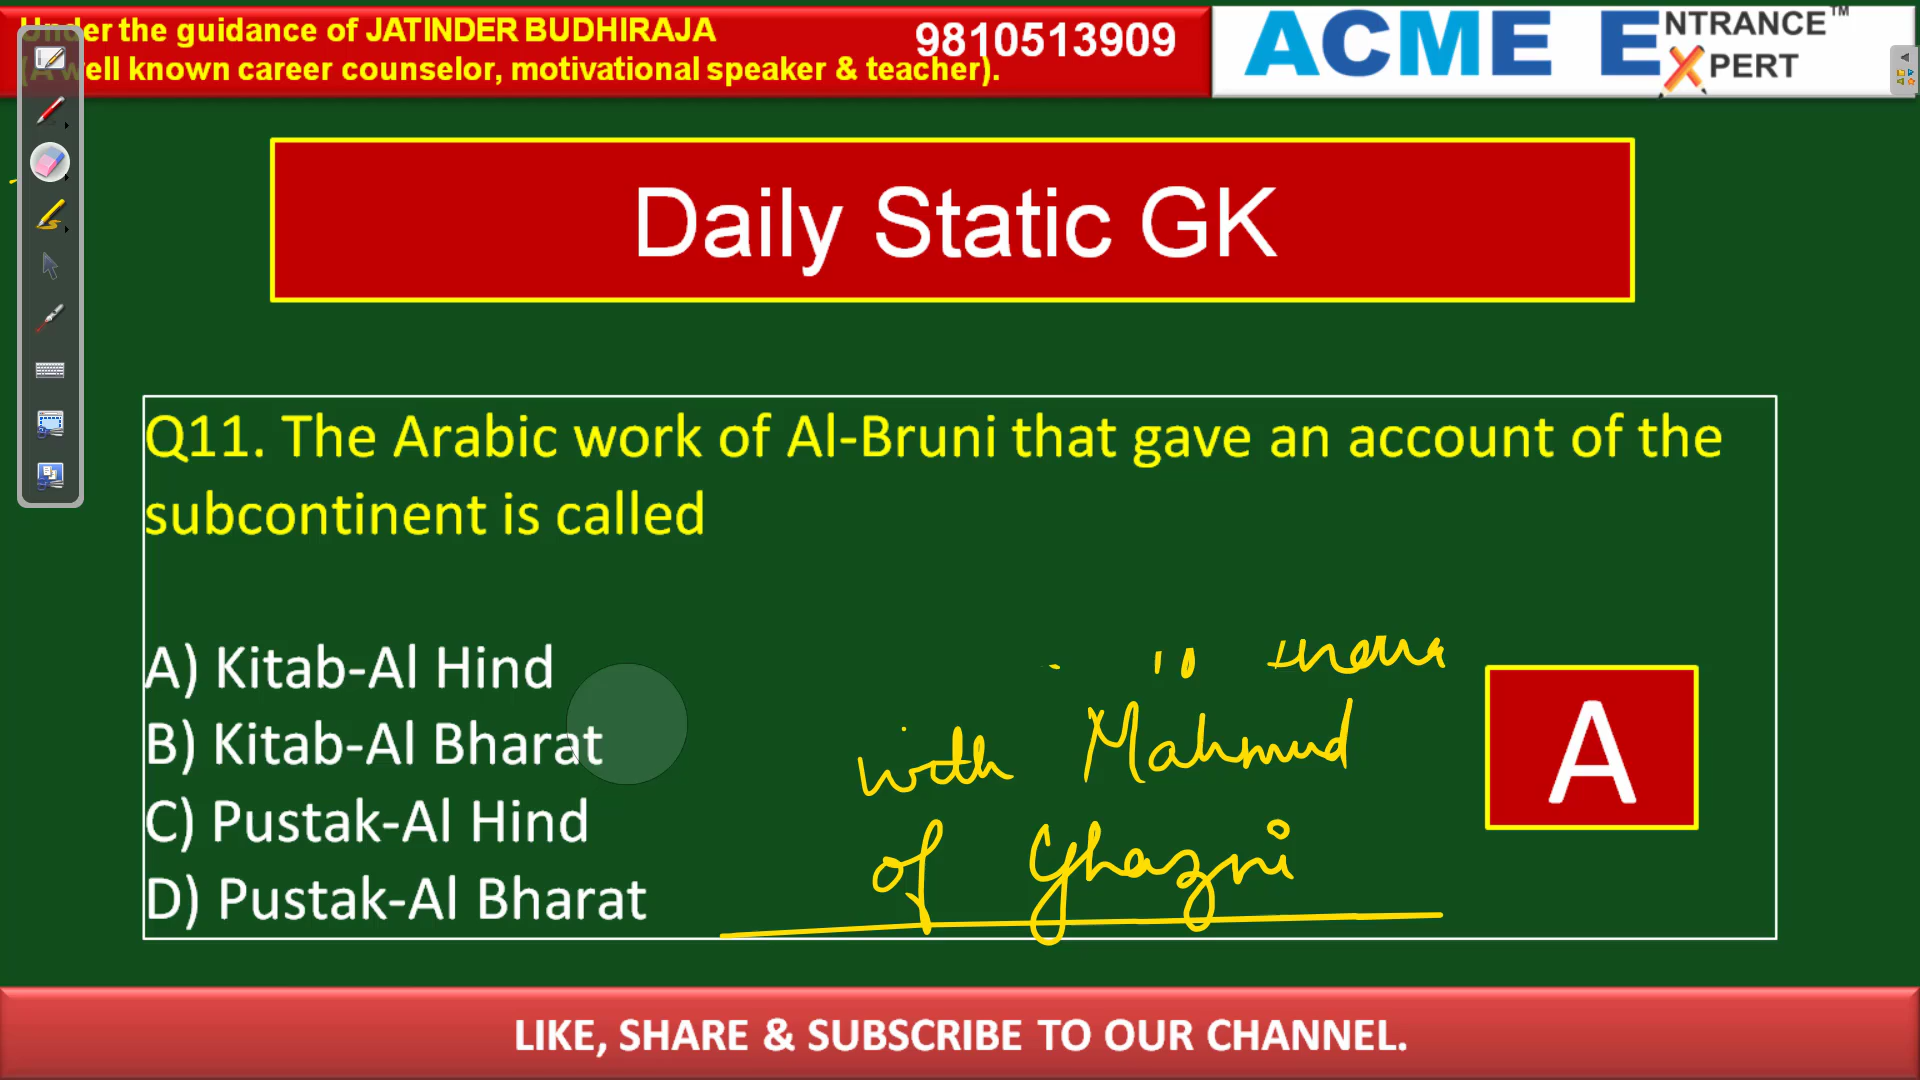 Under the guidance of JATINDER BUDHIRAJA
(A well known career counselor, motivational speaker & teacher).
9810513909
ACME ENTRANCE EXPERT™
Daily Static GK
Q11. The Arabic work of Al-Bruni that gave an account of the
subcontinent is called
A) Kitab-Al Hind
B) Kitab-Al Bharat
C) Pustak-Al Hind
D) Pustak-Al Bharat
India
with Mahmud
of Ghazni
A
LIKE, SHARE & SUBSCRIBE TO OUR CHANNEL.